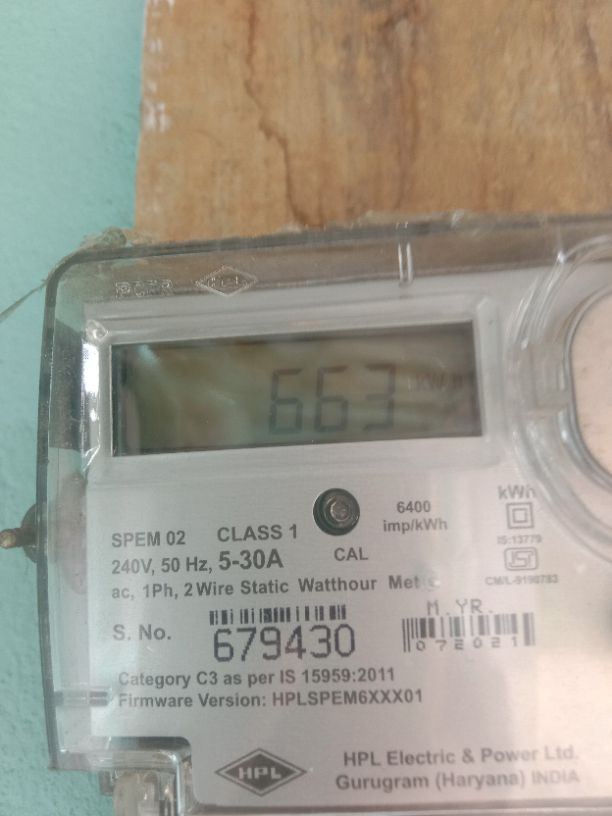 663 kWh
6400
imp/kWh
kWh
SPEM 02 CLASS 1
240V, 50 Hz, 5-30A
CAL
IS:13779
ac, 1Ph, 2 Wire Static Watthour Meter
CM/L-9190783
S. No. 679430
M.YR.
072021
Category C3 as per IS 15959:2011
Firmware Version: HPLSPEM6XXX01
HPL
HPL Electric & Power Ltd.
Gurugram (Haryana) INDIA